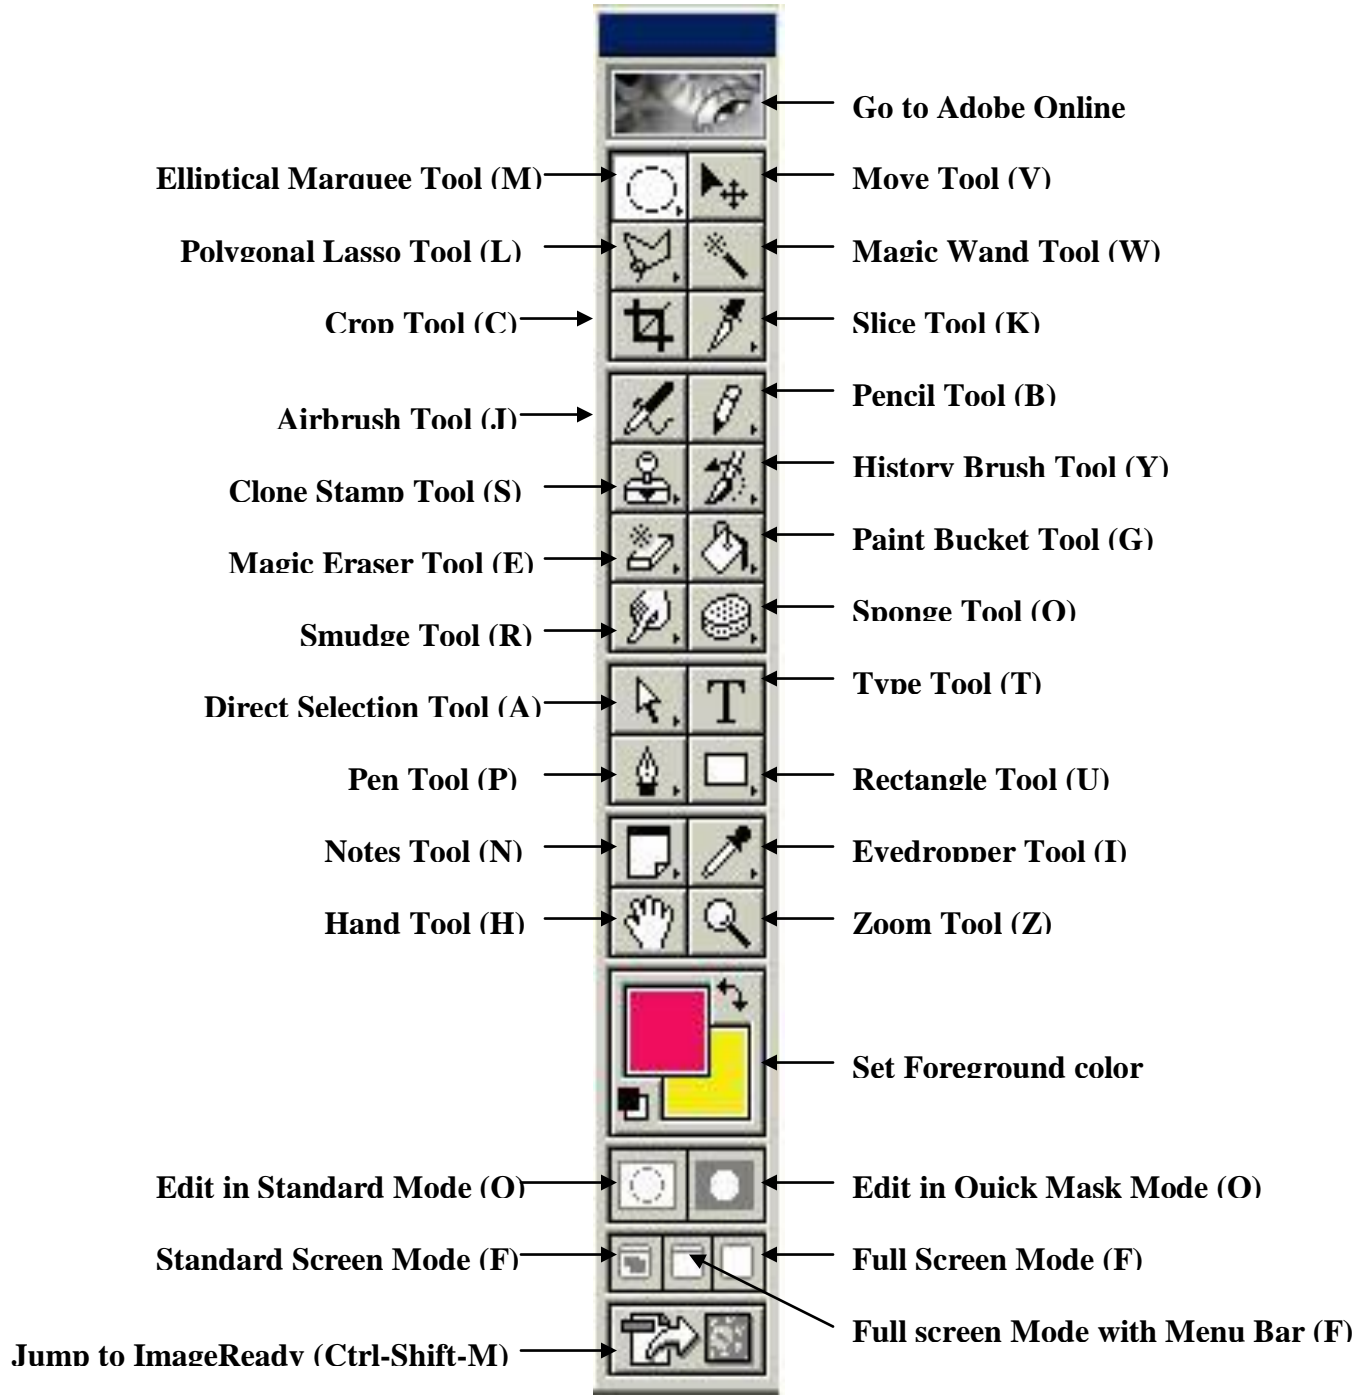 Go to Adobe Online
Elliptical Marquee Tool (M)
Move Tool (V)
Polygonal Lasso Tool (L)
Magic Wand Tool (W)
Crop Tool (C)
Slice Tool (K)
Airbrush Tool (J)
Pencil Tool (B)
Clone Stamp Tool (S)
History Brush Tool (Y)
Magic Eraser Tool (E)
Paint Bucket Tool (G)
Smudge Tool (R)
Sponge Tool (O)
Direct Selection Tool (A)
Type Tool (T)
T
Pen Tool (P)
Rectangle Tool (U)
Notes Tool (N)
Eyedropper Tool (I)
Hand Tool (H)
Zoom Tool (Z)
Set Foreground color
Edit in Standard Mode (Q)
Edit in Quick Mask Mode (Q)
Standard Screen Mode (F)
Full Screen Mode (F)
Full screen Mode with Menu Bar (F)
Jump to ImageReady (Ctrl-Shift-M)